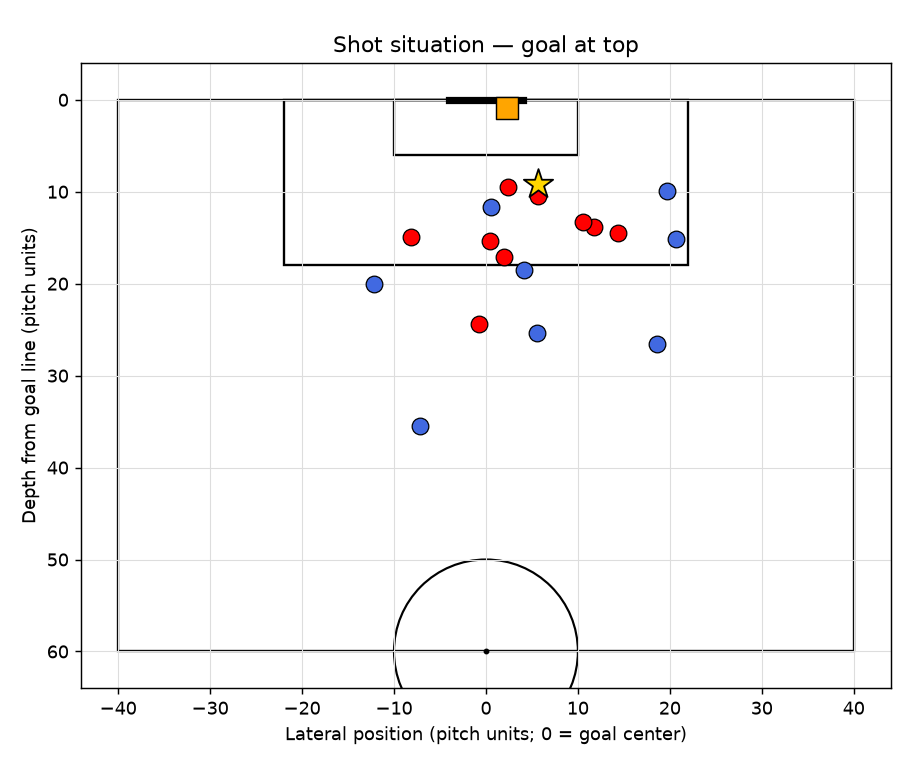 Shot situation — goal at top
0
10
20
30
40
50
60
Depth from goal line (pitch units)
−40 −30 −20 −10 0 10 20 30 40
Lateral position (pitch units; 0 = goal center)